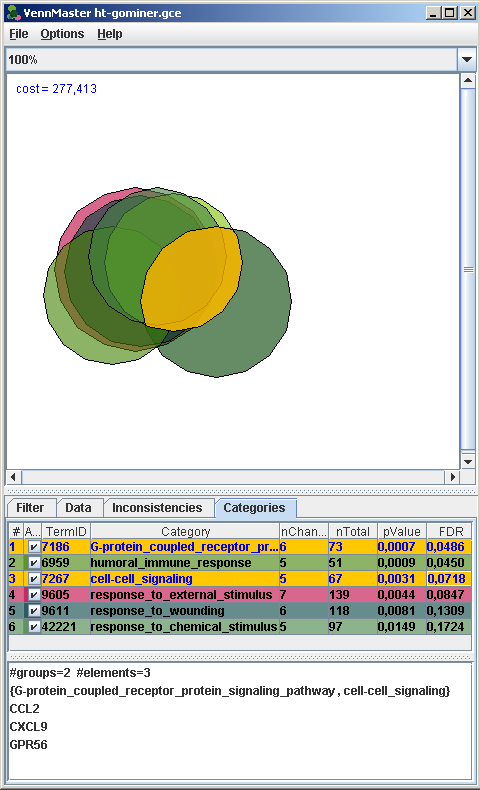 VennMaster ht-gominer.gce
File Options Help
100%
cost = 277,413
Filter Data Inconsistencies Categories
# A... TermID Category nChan... nTotal pValue FDR
1 7186 G-protein_coupled_receptor_pr... 6 73 0,0007 0,0486
2 6959 humoral_immune_response 5 51 0,0009 0,0450
3 7267 cell-cell_signaling 5 67 0,0031 0,0718
4 9605 response_to_external_stimulus 7 139 0,0044 0,0847
5 9611 response_to_wounding 6 118 0,0081 0,1309
6 42221 response_to_chemical_stimulus 5 97 0,0149 0,1724
#groups=2 #elements=3
{G-protein_coupled_receptor_protein_signaling_pathway , cell-cell_signaling}
CCL2
CXCL9
GPR56